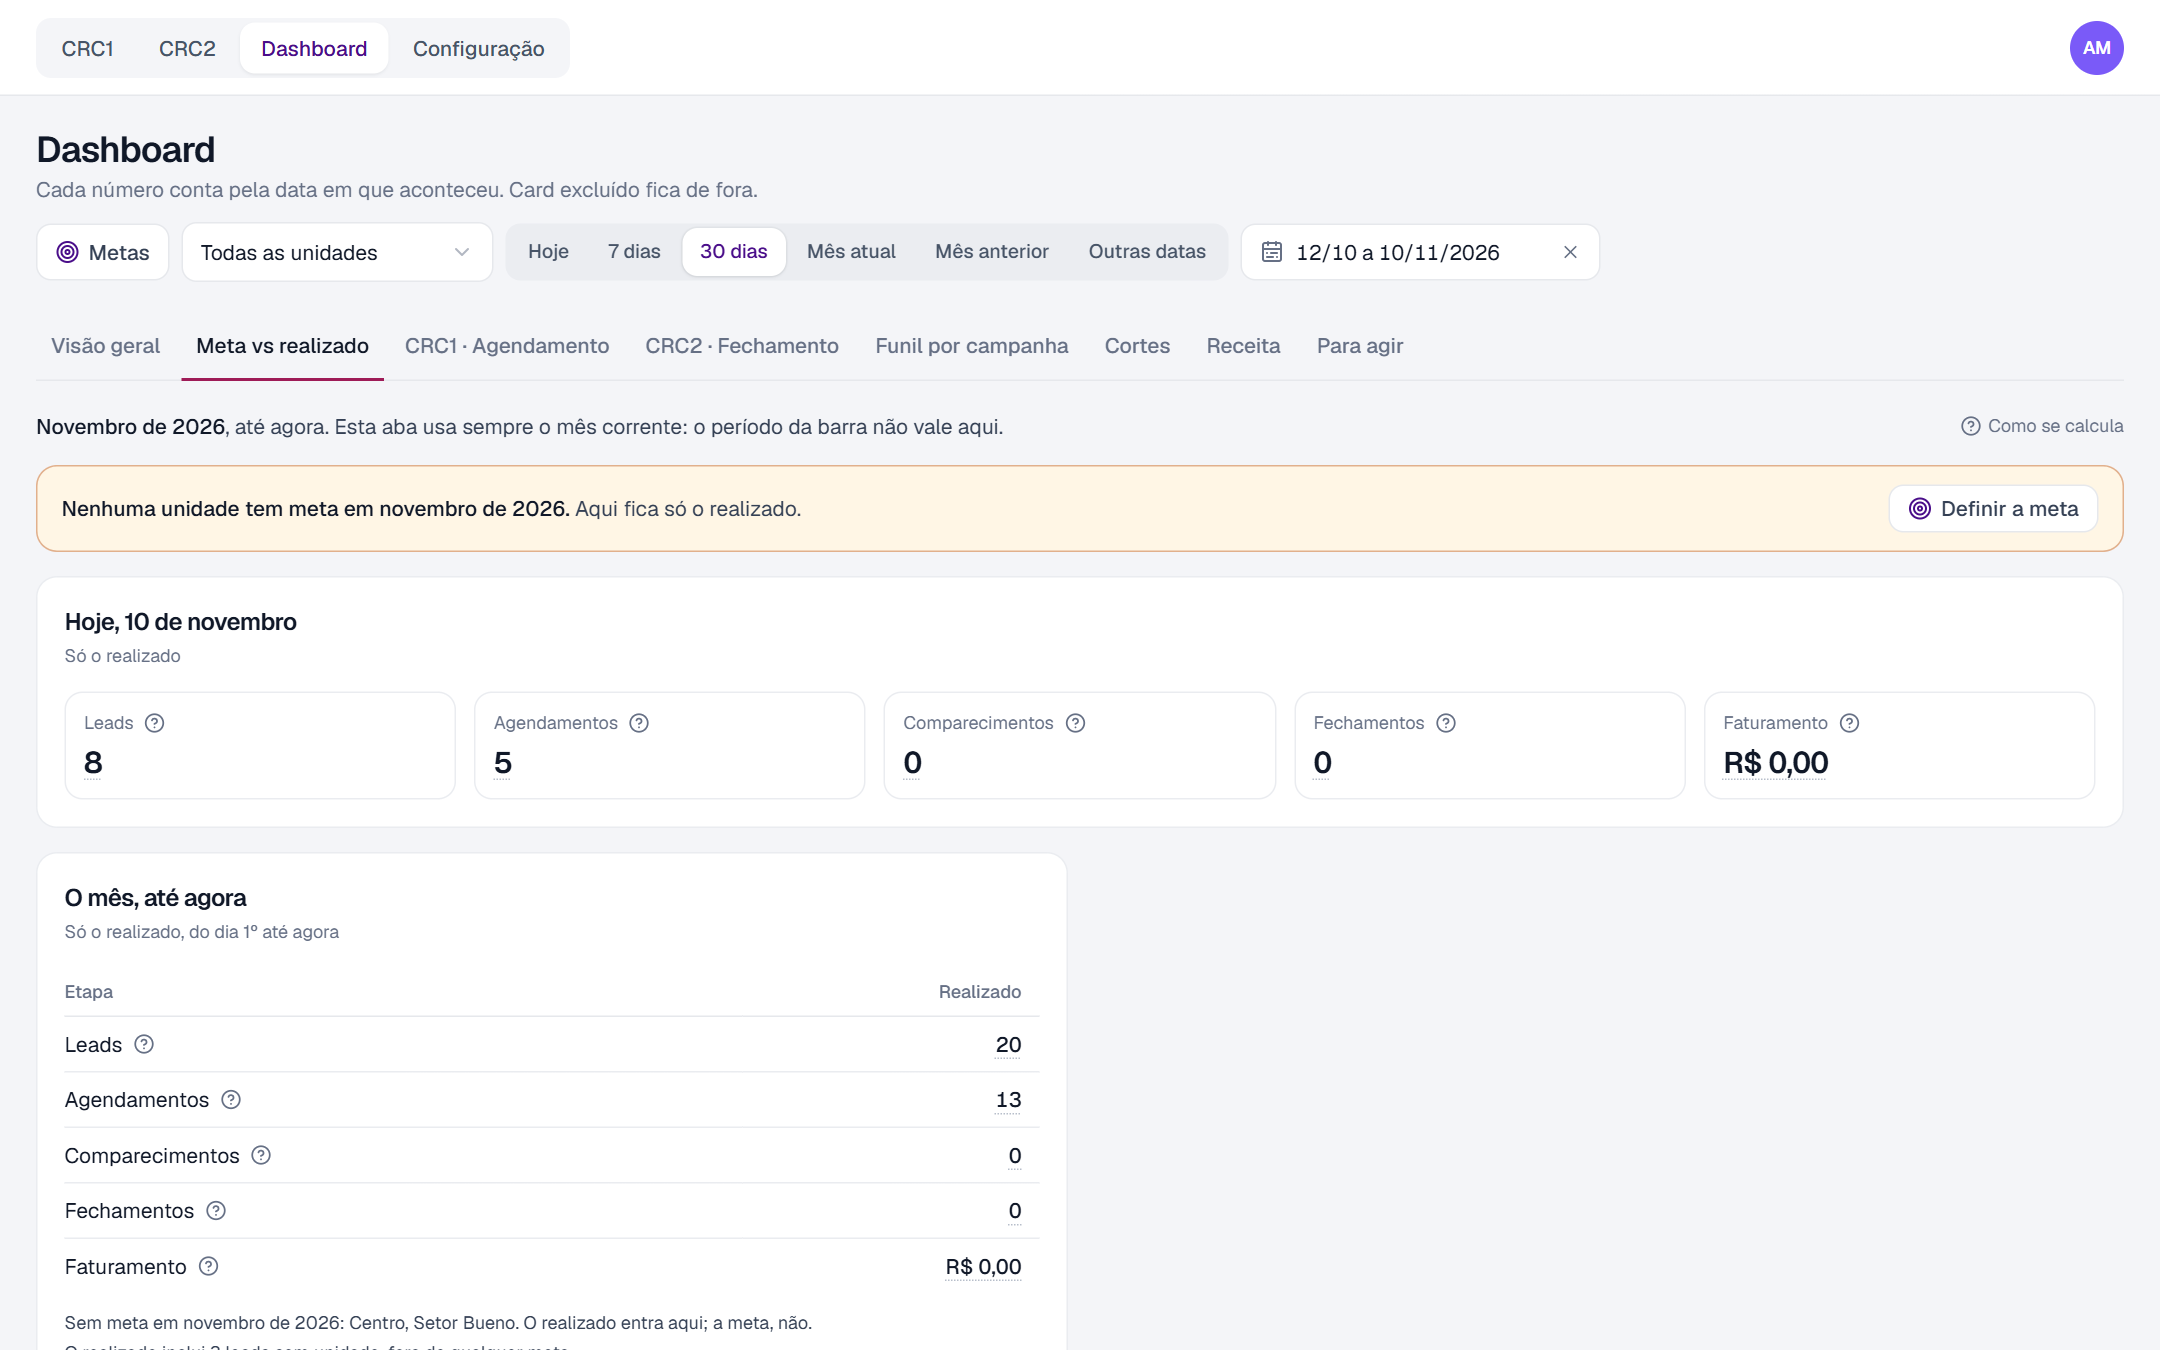 CRC1 CRC2 Dashboard Configuração AM
Dashboard
Cada número conta pela data em que aconteceu. Card excluído fica de fora.
Metas Todas as unidades Hoje 7 dias 30 dias Mês atual Mês anterior Outras datas 12/10 a 10/11/2026
Visão geral Meta vs realizado CRC1 · Agendamento CRC2 · Fechamento Funil por campanha Cortes Receita Para agir
Novembro de 2026, até agora. Esta aba usa sempre o mês corrente: o período da barra não vale aqui. Como se calcula
Nenhuma unidade tem meta em novembro de 2026. Aqui fica só o realizado. Definir a meta
Hoje, 10 de novembro
Só o realizado
Leads Agendamentos Comparecimentos Fechamentos Faturamento
8 5 0 0 R$ 0,00
O mês, até agora
Só o realizado, do dia 1º até agora
Etapa Realizado
Leads 20
Agendamentos 13
Comparecimentos 0
Fechamentos 0
Faturamento R$ 0,00
Sem meta em novembro de 2026: Centro, Setor Bueno. O realizado entra aqui; a meta, não.